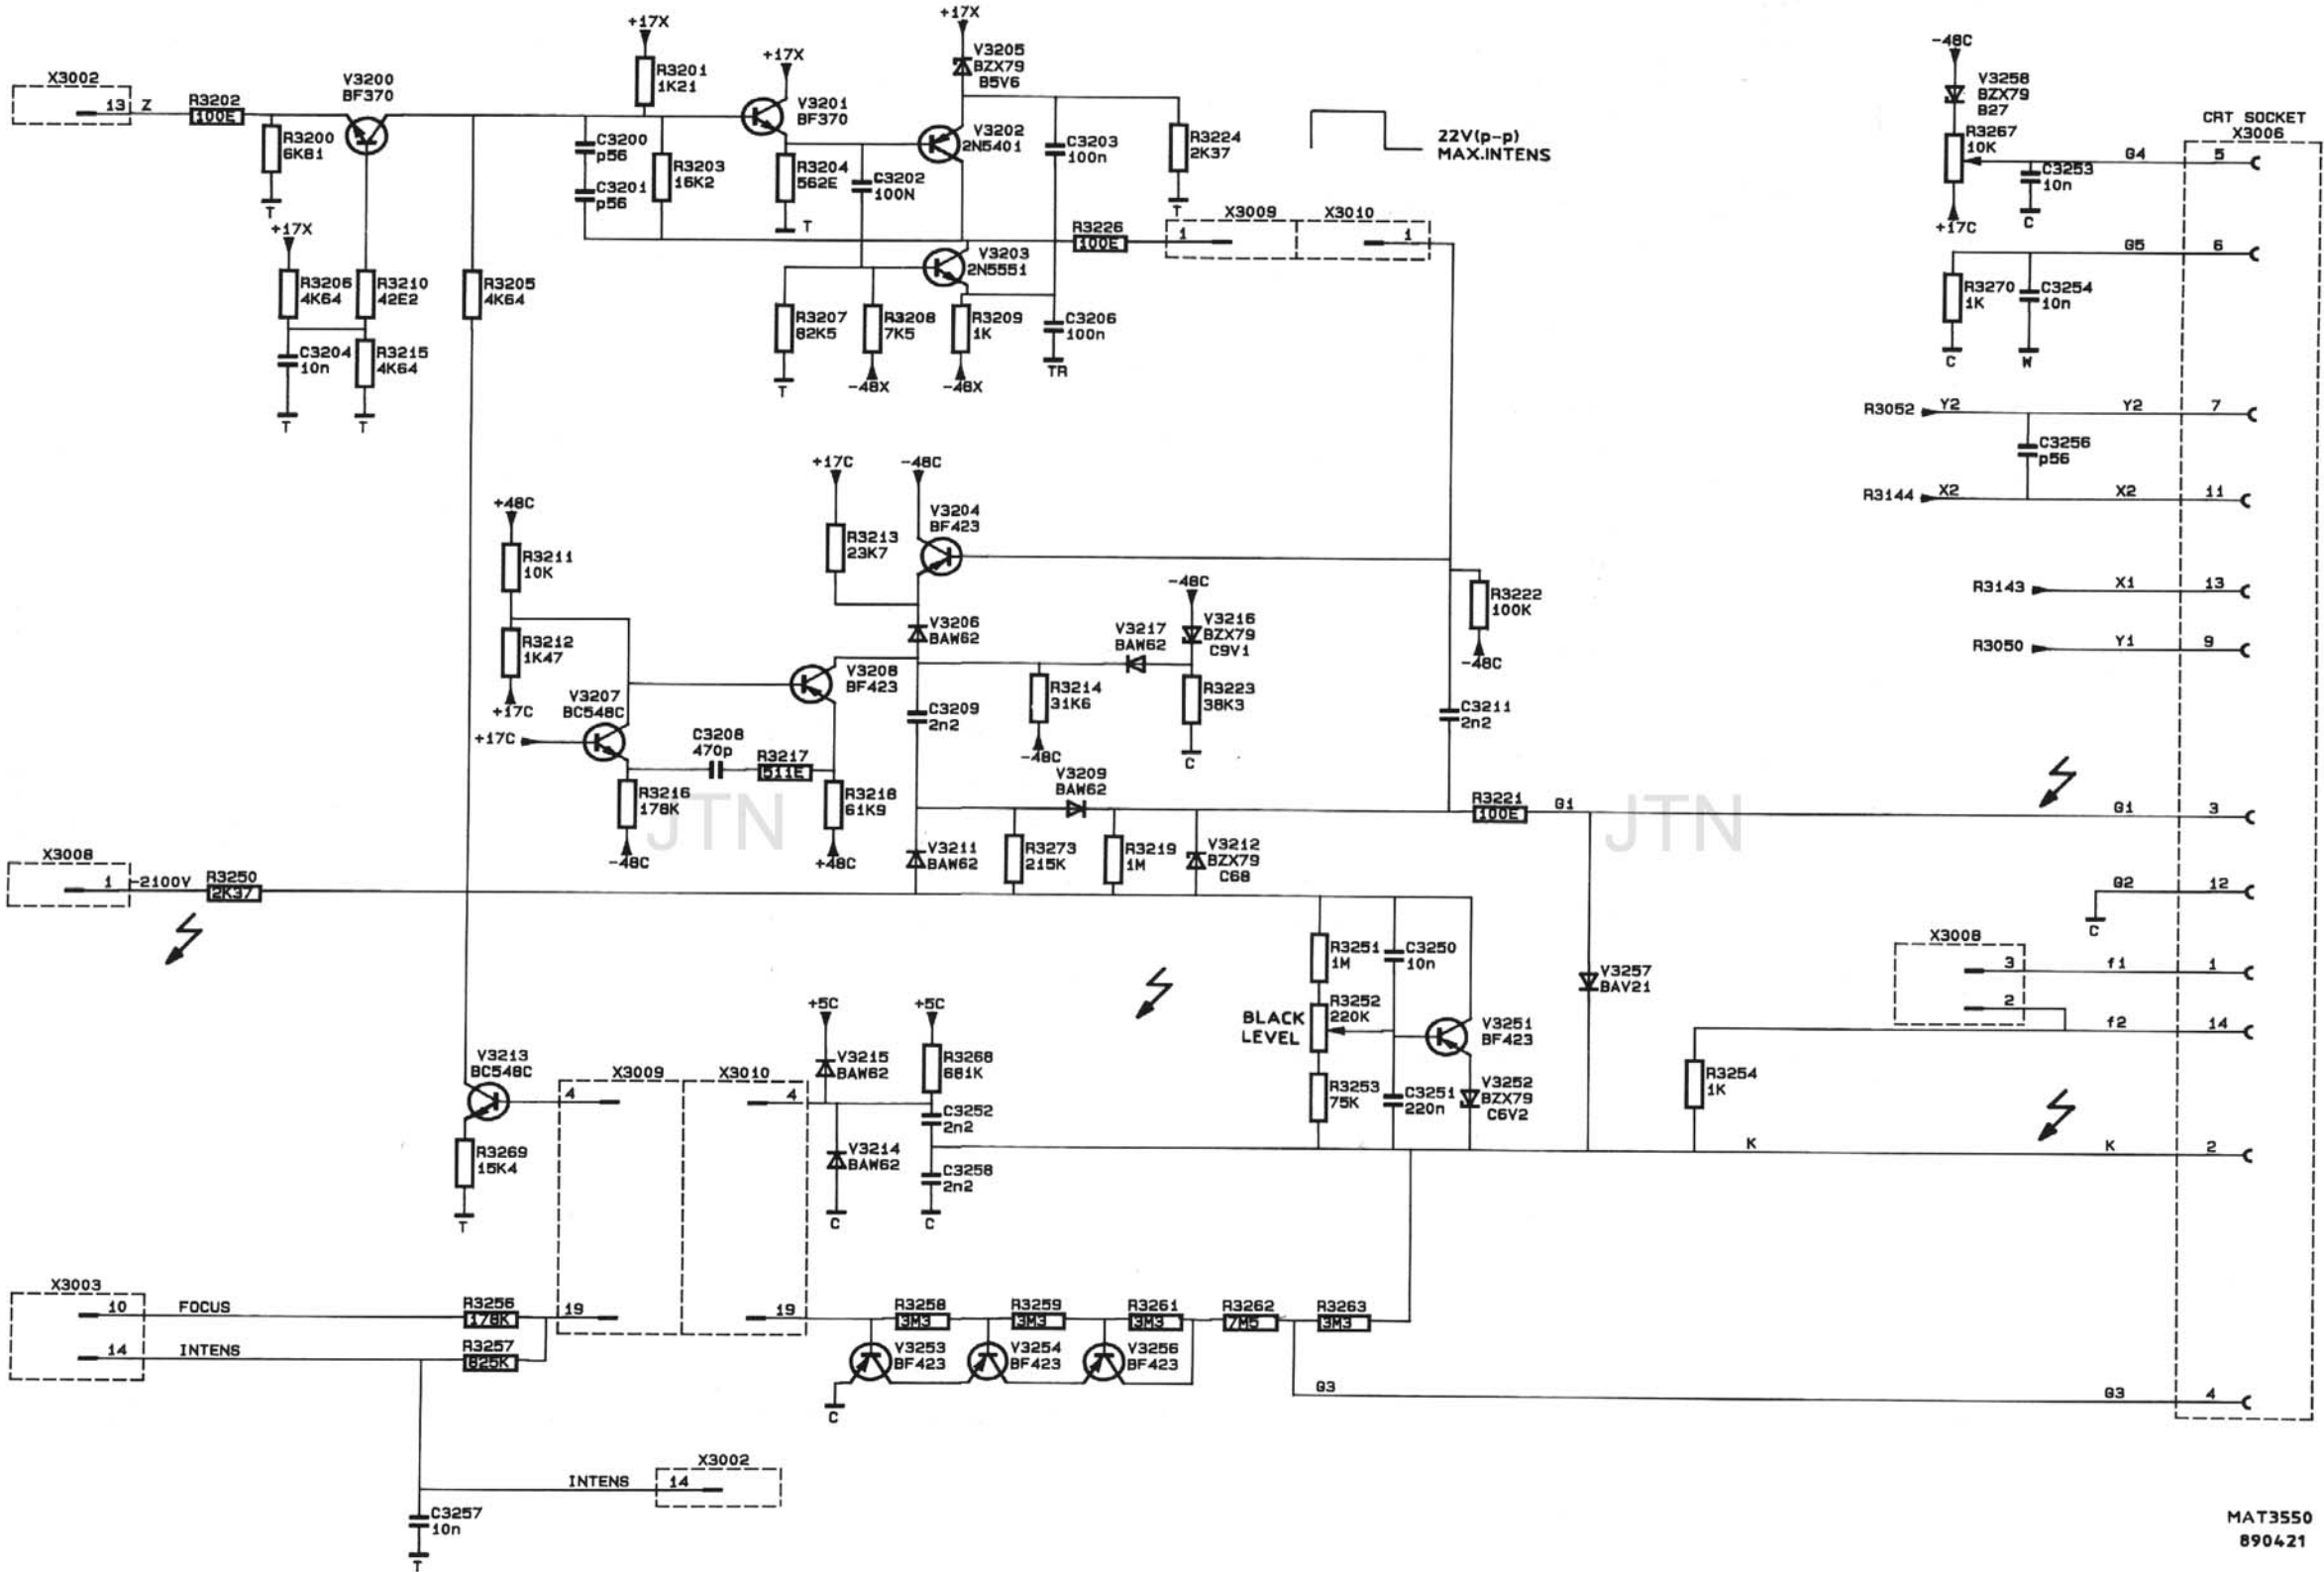 +17X
+17X
+17X
X3002
13 Z
R3202
100E
V3200
BF370
R3201
1K21
V3201
BF370
V3205
BZX79
B5V6
R3200
6K81
T
C3200
p56
C3201
p56
R3203
16K2
R3204
562E
T
C3202
100N
V3202
2N5401
C3203
100n
R3224
2K37
T
22V(p-p)
MAX.INTENS
-48C
V3258
BZX79
B27
R3267
10K
+17C
G4
C3253
10n
C
CRT SOCKET
X3006
5
+17X
R3206
4K64
R3210
42E2
C3204
10n
R3215
4K64
T
T
R3205
4K64
V3203
2N5551
R3226
100E
X3009
X3010
1
1
R3207
82K5
T
R3208
7K5
-48X
R3209
1K
-48X
C3206
100n
TR
G5
6
R3270
1K
C
C3254
10n
W
R3052
Y2
Y2
7
C3256
p56
R3144
X2
X2
11
R3143
X1
13
R3050
Y1
9
+17C
-48C
R3213
23K7
V3204
BF423
+48C
R3211
10K
R3212
1K47
+17C
V3207
BC548C
+17C
V3206
BAW62
V3208
BF423
V3217
BAW62
-48C
V3216
BZX79
C9V1
R3222
100K
-48C
R3214
31K6
-48C
R3223
38K3
C
C3209
2n2
C3211
2n2
C3208
470p
R3217
511E
R3216
178K
-48C
R3218
61K9
+48C
V3209
BAW62
V3211
BAW62
R3273
215K
R3219
1M
V3212
BZX79
C68
R3221
100E
G1
G1
3
JTN
JTN
X3008
1
-2100V
R3250
2K37
G2
12
C
X3008
3
f1
1
2
f2
14
R3251
1M
C3250
10n
BLACK
LEVEL
R3252
220K
V3251
BF423
R3253
75K
C3251
220n
V3252
BZX79
C6V2
V3257
BAV21
R3254
1K
K
K
2
V3213
BC548C
R3269
15K4
T
X3009
X3010
4
4
+5C
+5C
V3215
BAW62
R3268
681K
C3252
2n2
V3214
BAW62
C3258
2n2
C
C
X3003
10
FOCUS
14
INTENS
R3256
178K
R3257
825K
19
19
R3258
3M3
R3259
3M3
R3261
3M3
R3262
7M5
R3263
3M3
V3253
BF423
V3254
BF423
V3256
BF423
C
G3
G3
4
INTENS
X3002
14
C3257
10n
T
MAT3550
890421